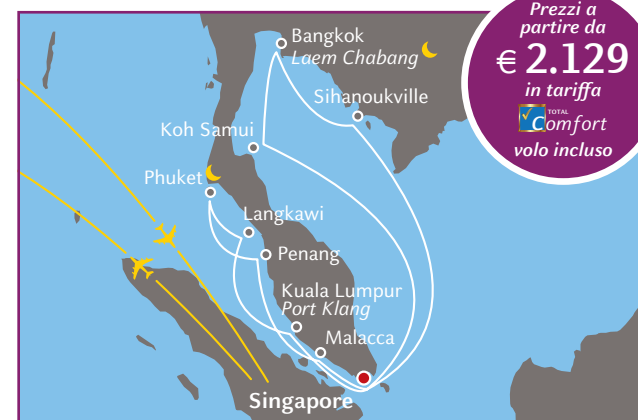 Prezzi a
partire da
€ 2.129
in tariffa
TOTAL
Comfort
volo incluso
Bangkok
Laem Chabang
Sihanoukville
Koh Samui
Phuket
Langkawi
Penang
Kuala Lumpur
Port Klang
Malacca
Singapore